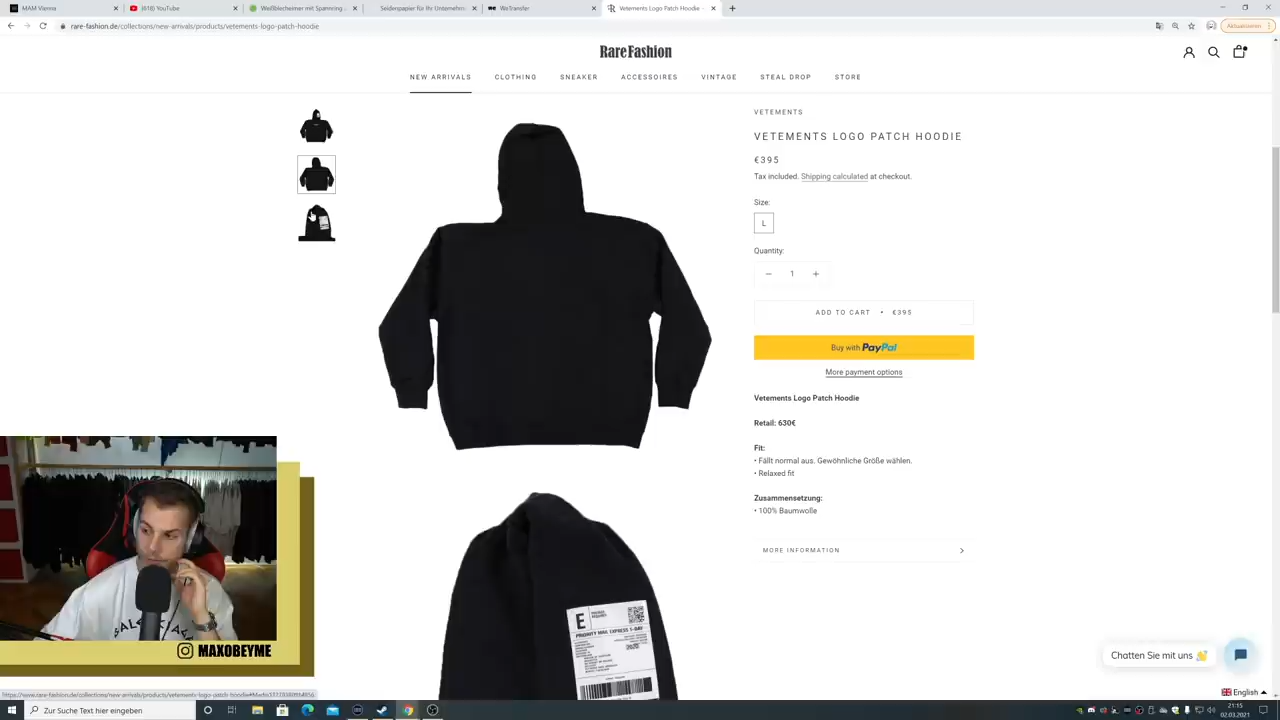 MAM Vienna
(618) YouTube
Weißblecheimer mit Spannring
Seidenpapier für Ihr Unternehm
WeTransfer
Vetements Logo Patch Hoodie –
rare-fashion.de/collections/new-arrivals/products/vetements-logo-patch-hoodie
Aktualisieren
Rare Fashion
NEW ARRIVALS
CLOTHING
SNEAKER
ACCESSOIRES
VINTAGE
STEAL DROP
STORE
VETEMENTS
VETEMENTS LOGO PATCH HOODIE
€395
Tax included. Shipping calculated at checkout.
Size:
L
Quantity:
− 1 +
ADD TO CART • €395
Buy with PayPal
More payment options
Vetements Logo Patch Hoodie
Retail: 630€
Fit:
• Fällt normal aus. Gewöhnliche Größe wählen.
• Relaxed fit
Zusammensetzung:
• 100% Baumwolle
MORE INFORMATION
E
PRIORITY MAIL EXPRESS 1-DAY
MAXOBEYME
Chatten Sie mit uns 👋
English
Zur Suche Text hier eingeben
21:15
02.03.2021